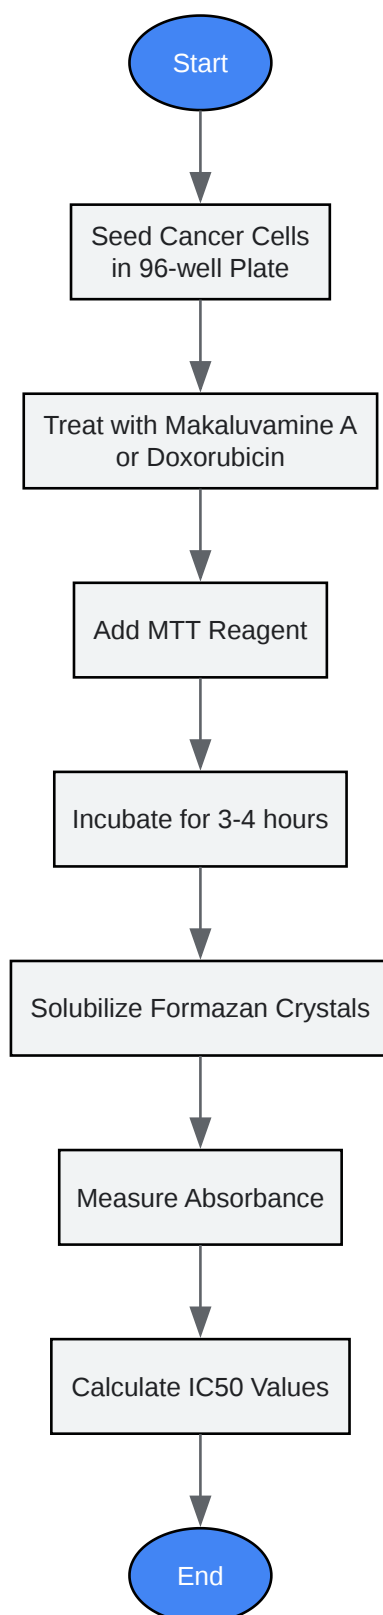 Start
Seed Cancer Cells
in 96-well Plate
Treat with Makaluvamine A
or Doxorubicin
Add MTT Reagent
Incubate for 3-4 hours
Solubilize Formazan Crystals
Measure Absorbance
Calculate IC50 Values
End